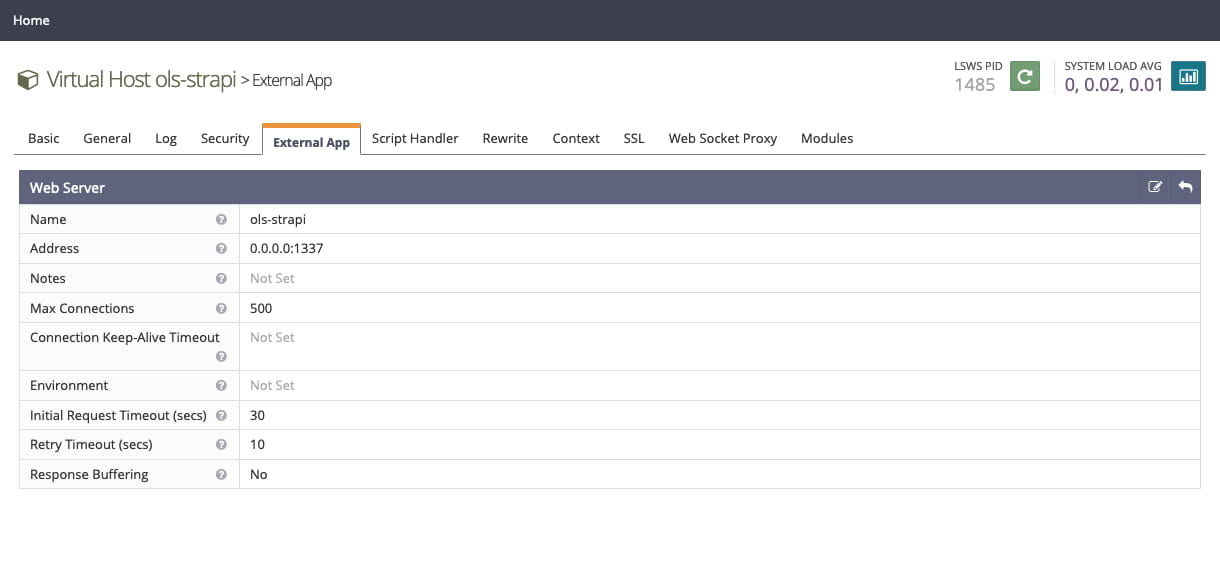 Home
Virtual Host ols-strapi > External App
LSWS PID
1485
SYSTEM LOAD AVG
0, 0.02, 0.01
Basic General Log Security External App Script Handler Rewrite Context SSL Web Socket Proxy Modules
Web Server
Name ols-strapi
Address 0.0.0.0:1337
Notes Not Set
Max Connections 500
Connection Keep-Alive Timeout Not Set
Environment Not Set
Initial Request Timeout (secs) 30
Retry Timeout (secs) 10
Response Buffering No